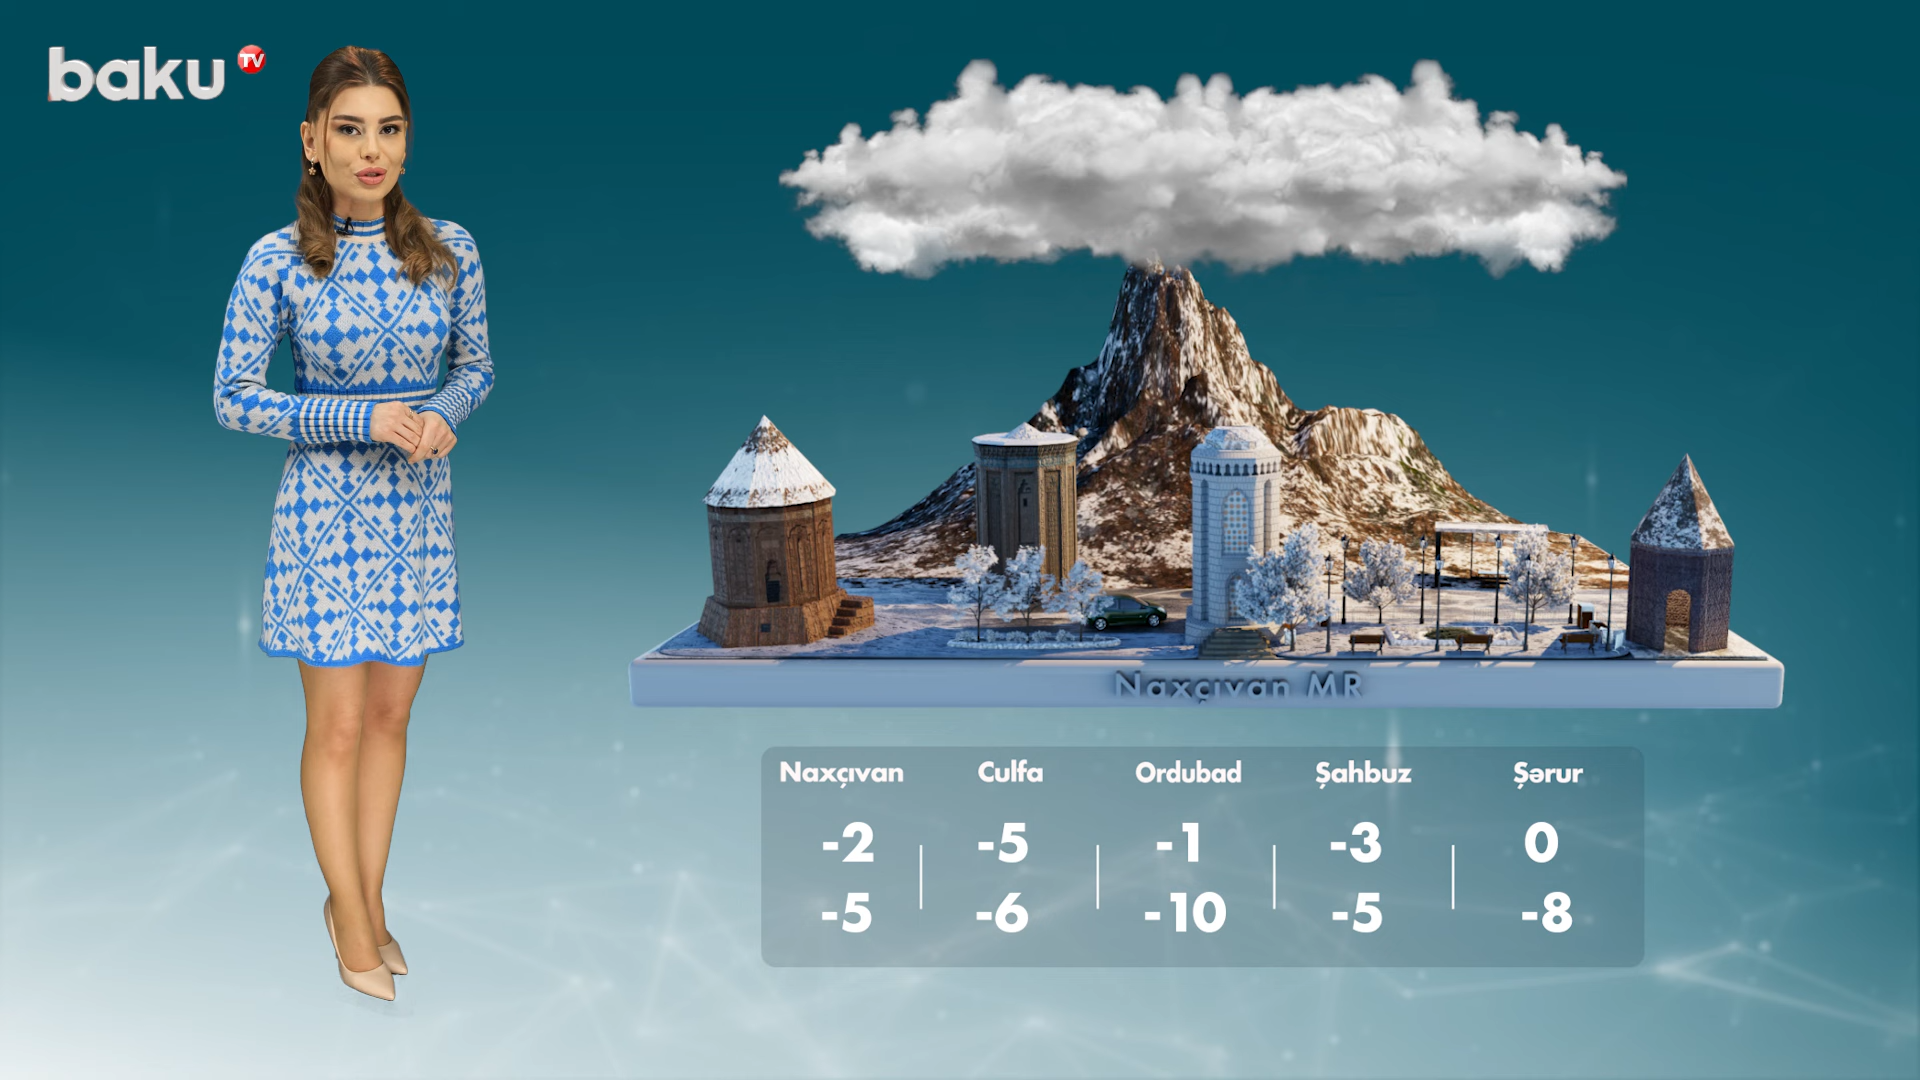 baku TV
Naxçıvan MR
Naxçıvan Culfa Ordubad Şahbuz Şərur
-2 -5 -1 -3 0
-5 -6 -10 -5 -8